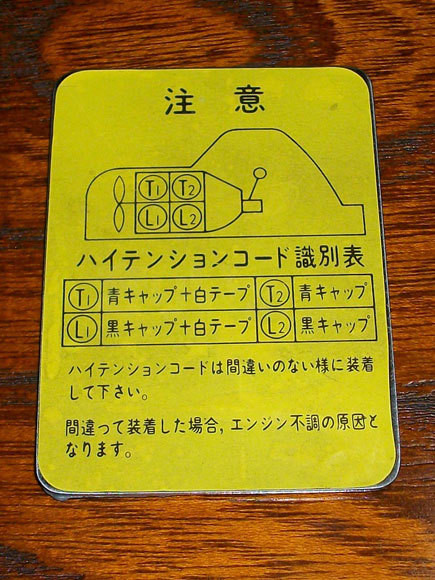 注 意
T1 T2
L1 L2
ハイテンションコード識別表
T1 青キャップ+白テープ T2 青キャップ
L1 黒キャップ+白テープ L2 黒キャップ
ハイテンションコードは間違いのない様に装着
して下さい。
間違って装着した場合,エンジン不調の原因と
なります。